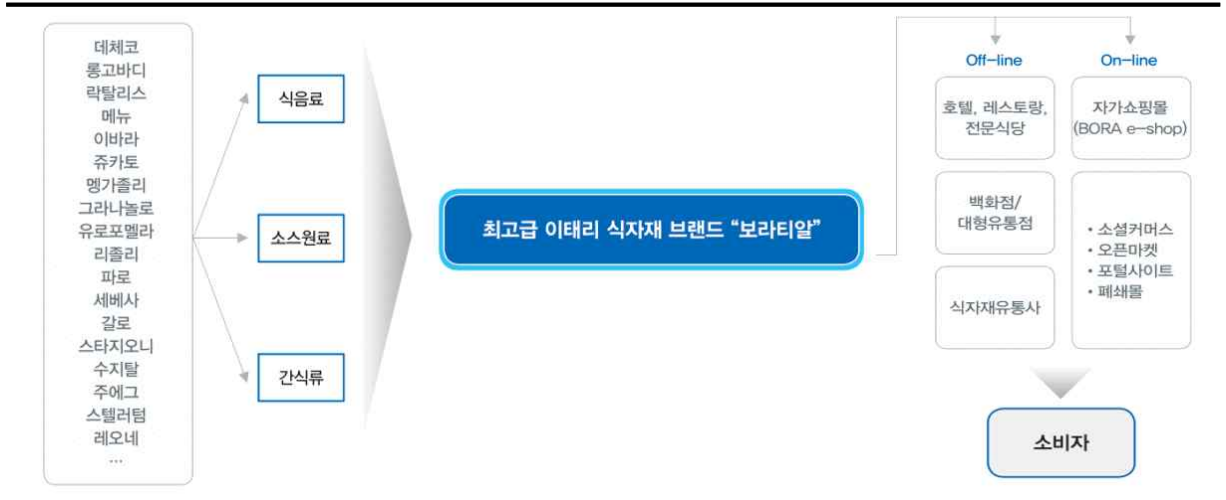 데체코
롱고바디
락탈리스
메뉴
이바라
쥬카토
멩가졸리
그라나놀로
유로포멜라
리졸리
파로
세베사
갈로
스타지오니
수지탈
주에그
스텔러텀
레오네
...
식음료
소스원료
간식류
최고급 이태리 식자재 브랜드 “보라티알”
Off-line
호텔, 레스토랑,
전문식당
백화점/
대형유통점
식자재유통사
On-line
자가쇼핑몰
(BORA e-shop)
• 소셜커머스
• 오픈마켓
• 포털사이트
• 폐쇄몰
소비자